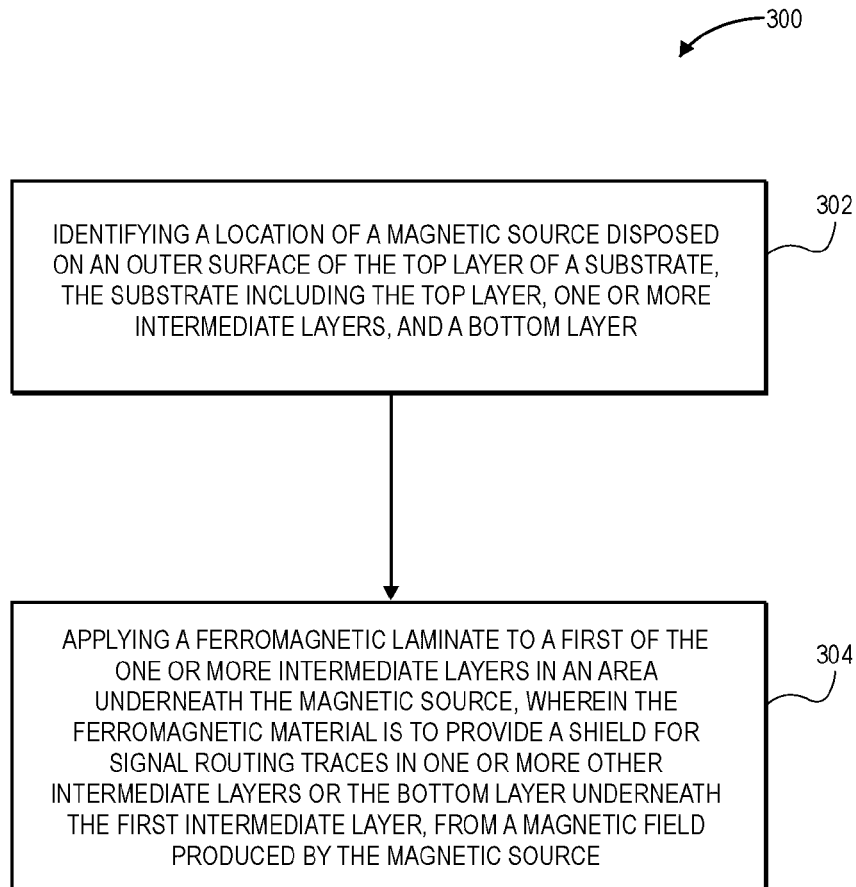 300
302
IDENTIFYING A LOCATION OF A MAGNETIC SOURCE DISPOSED
ON AN OUTER SURFACE OF THE TOP LAYER OF A SUBSTRATE,
THE SUBSTRATE INCLUDING THE TOP LAYER, ONE OR MORE
INTERMEDIATE LAYERS, AND A BOTTOM LAYER
304
APPLYING A FERROMAGNETIC LAMINATE TO A FIRST OF THE
ONE OR MORE INTERMEDIATE LAYERS IN AN AREA
UNDERNEATH THE MAGNETIC SOURCE, WHEREIN THE
FERROMAGNETIC MATERIAL IS TO PROVIDE A SHIELD FOR
SIGNAL ROUTING TRACES IN ONE OR MORE OTHER
INTERMEDIATE LAYERS OR THE BOTTOM LAYER UNDERNEATH
THE FIRST INTERMEDIATE LAYER, FROM A MAGNETIC FIELD
PRODUCED BY THE MAGNETIC SOURCE